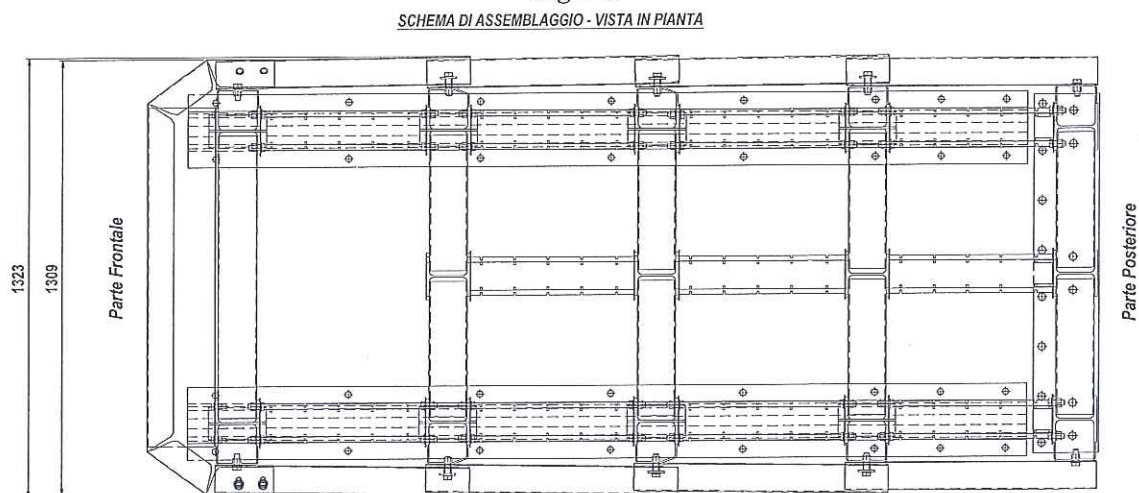 SCHEMA DI ASSEMBLAGGIO - VISTA IN PIANTA
1323
1309
Parte Frontale
Parte Posteriore